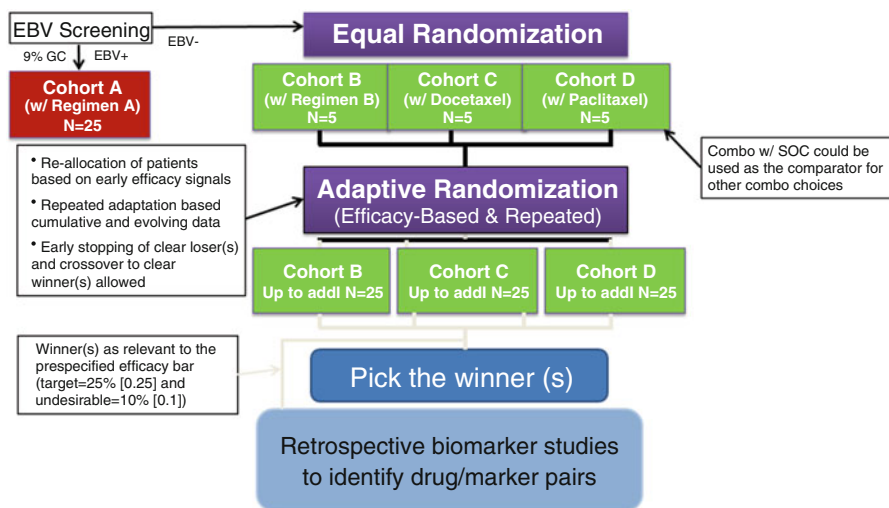 EBV Screening
EBV-
9% GC
EBV+
Equal Randomization
Cohort A
(w/ Regimen A)
N=25
Cohort B
(w/ Regimen B)
N=5
Cohort C
(w/ Docetaxel)
N=5
Cohort D
(w/ Paclitaxel)
N=5
Combo w/ SOC could be
used as the comparator for
other combo choices
• Re-allocation of patients
based on early efficacy signals
• Repeated adaptation based
cumulative and evolving data
• Early stopping of clear loser(s)
and crossover to clear
winner(s) allowed
Adaptive Randomization
(Efficacy-Based & Repeated)
Cohort B
Up to addl N=25
Cohort C
Up to addl N=25
Cohort D
Up to addl N=25
Winner(s) as relevant to the
prespecified efficacy bar
(target=25% [0.25] and
undesirable=10% [0.1])
Pick the winner (s)
Retrospective biomarker studies
to identify drug/marker pairs